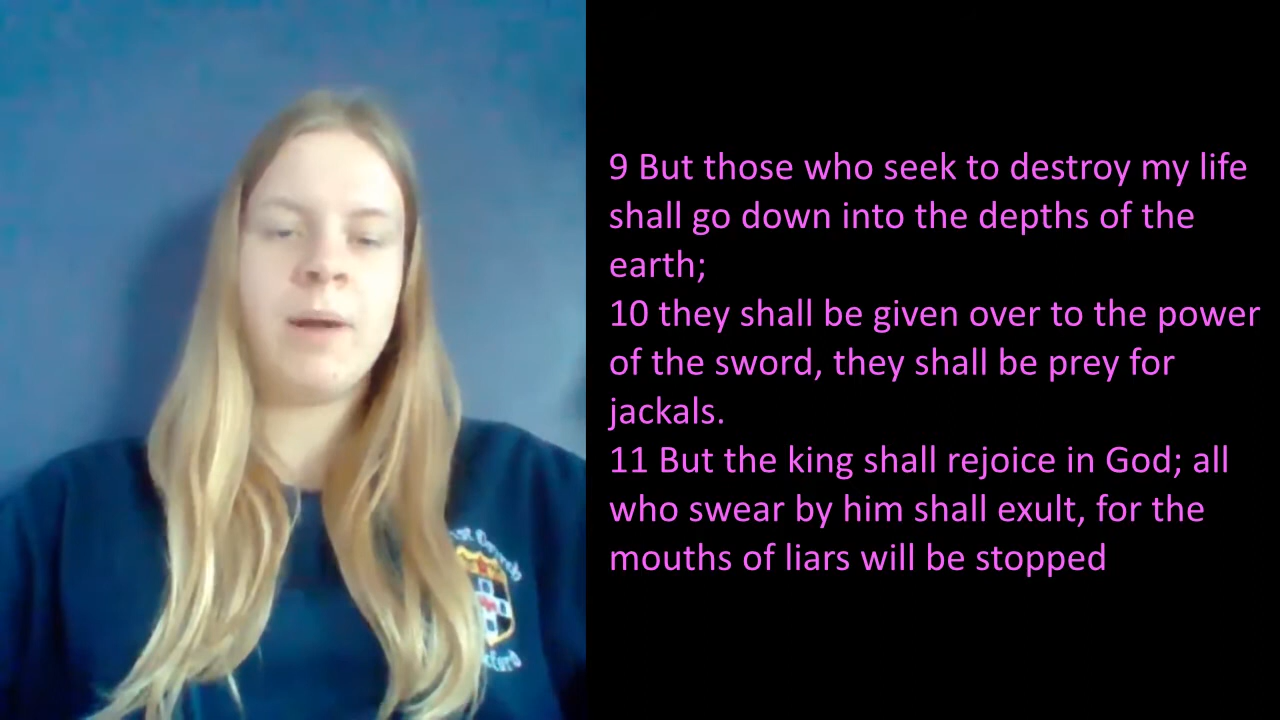 9 But those who seek to destroy my life
shall go down into the depths of the
earth;
10 they shall be given over to the power
of the sword, they shall be prey for
jackals.
11 But the king shall rejoice in God; all
who swear by him shall exult, for the
mouths of liars will be stopped